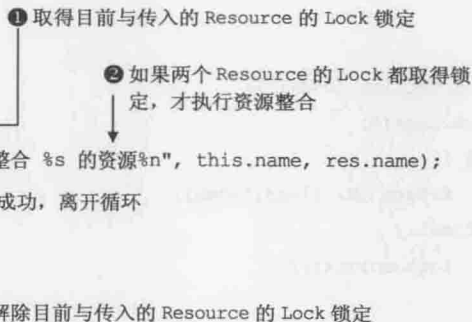 ❶ 取得目前与传入的 Resource 的 Lock 锁定
❷ 如果两个 Resource 的 Lock 都取得锁
定，才执行资源整合
整合 %s 的资源%n", this.name, res.name);
成功，离开循环
解除目前与传入的 Resource 的 Lock 锁定